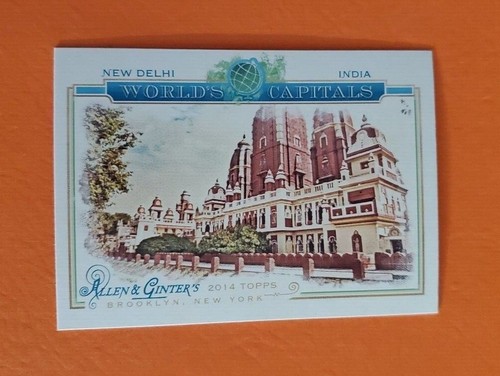 NEW DELHI INDIA
WORLD'S CAPITALS
ALLEN & GINTER'S 2014 TOPPS
BROOKLYN, NEW YORK